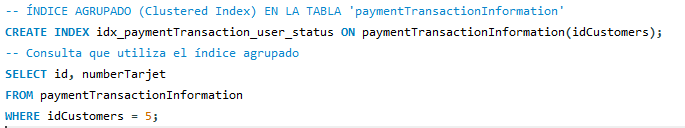 -- ÍNDICE AGRUPADO (Clustered Index) EN LA TABLA 'paymentTransactionInformation'
CREATE INDEX idx_paymentTransaction_user_status ON paymentTransactionInformation(idCustomers);
-- Consulta que utiliza el índice agrupado
SELECT id, numberTarjet
FROM paymentTransactionInformation
WHERE idCustomers = 5;